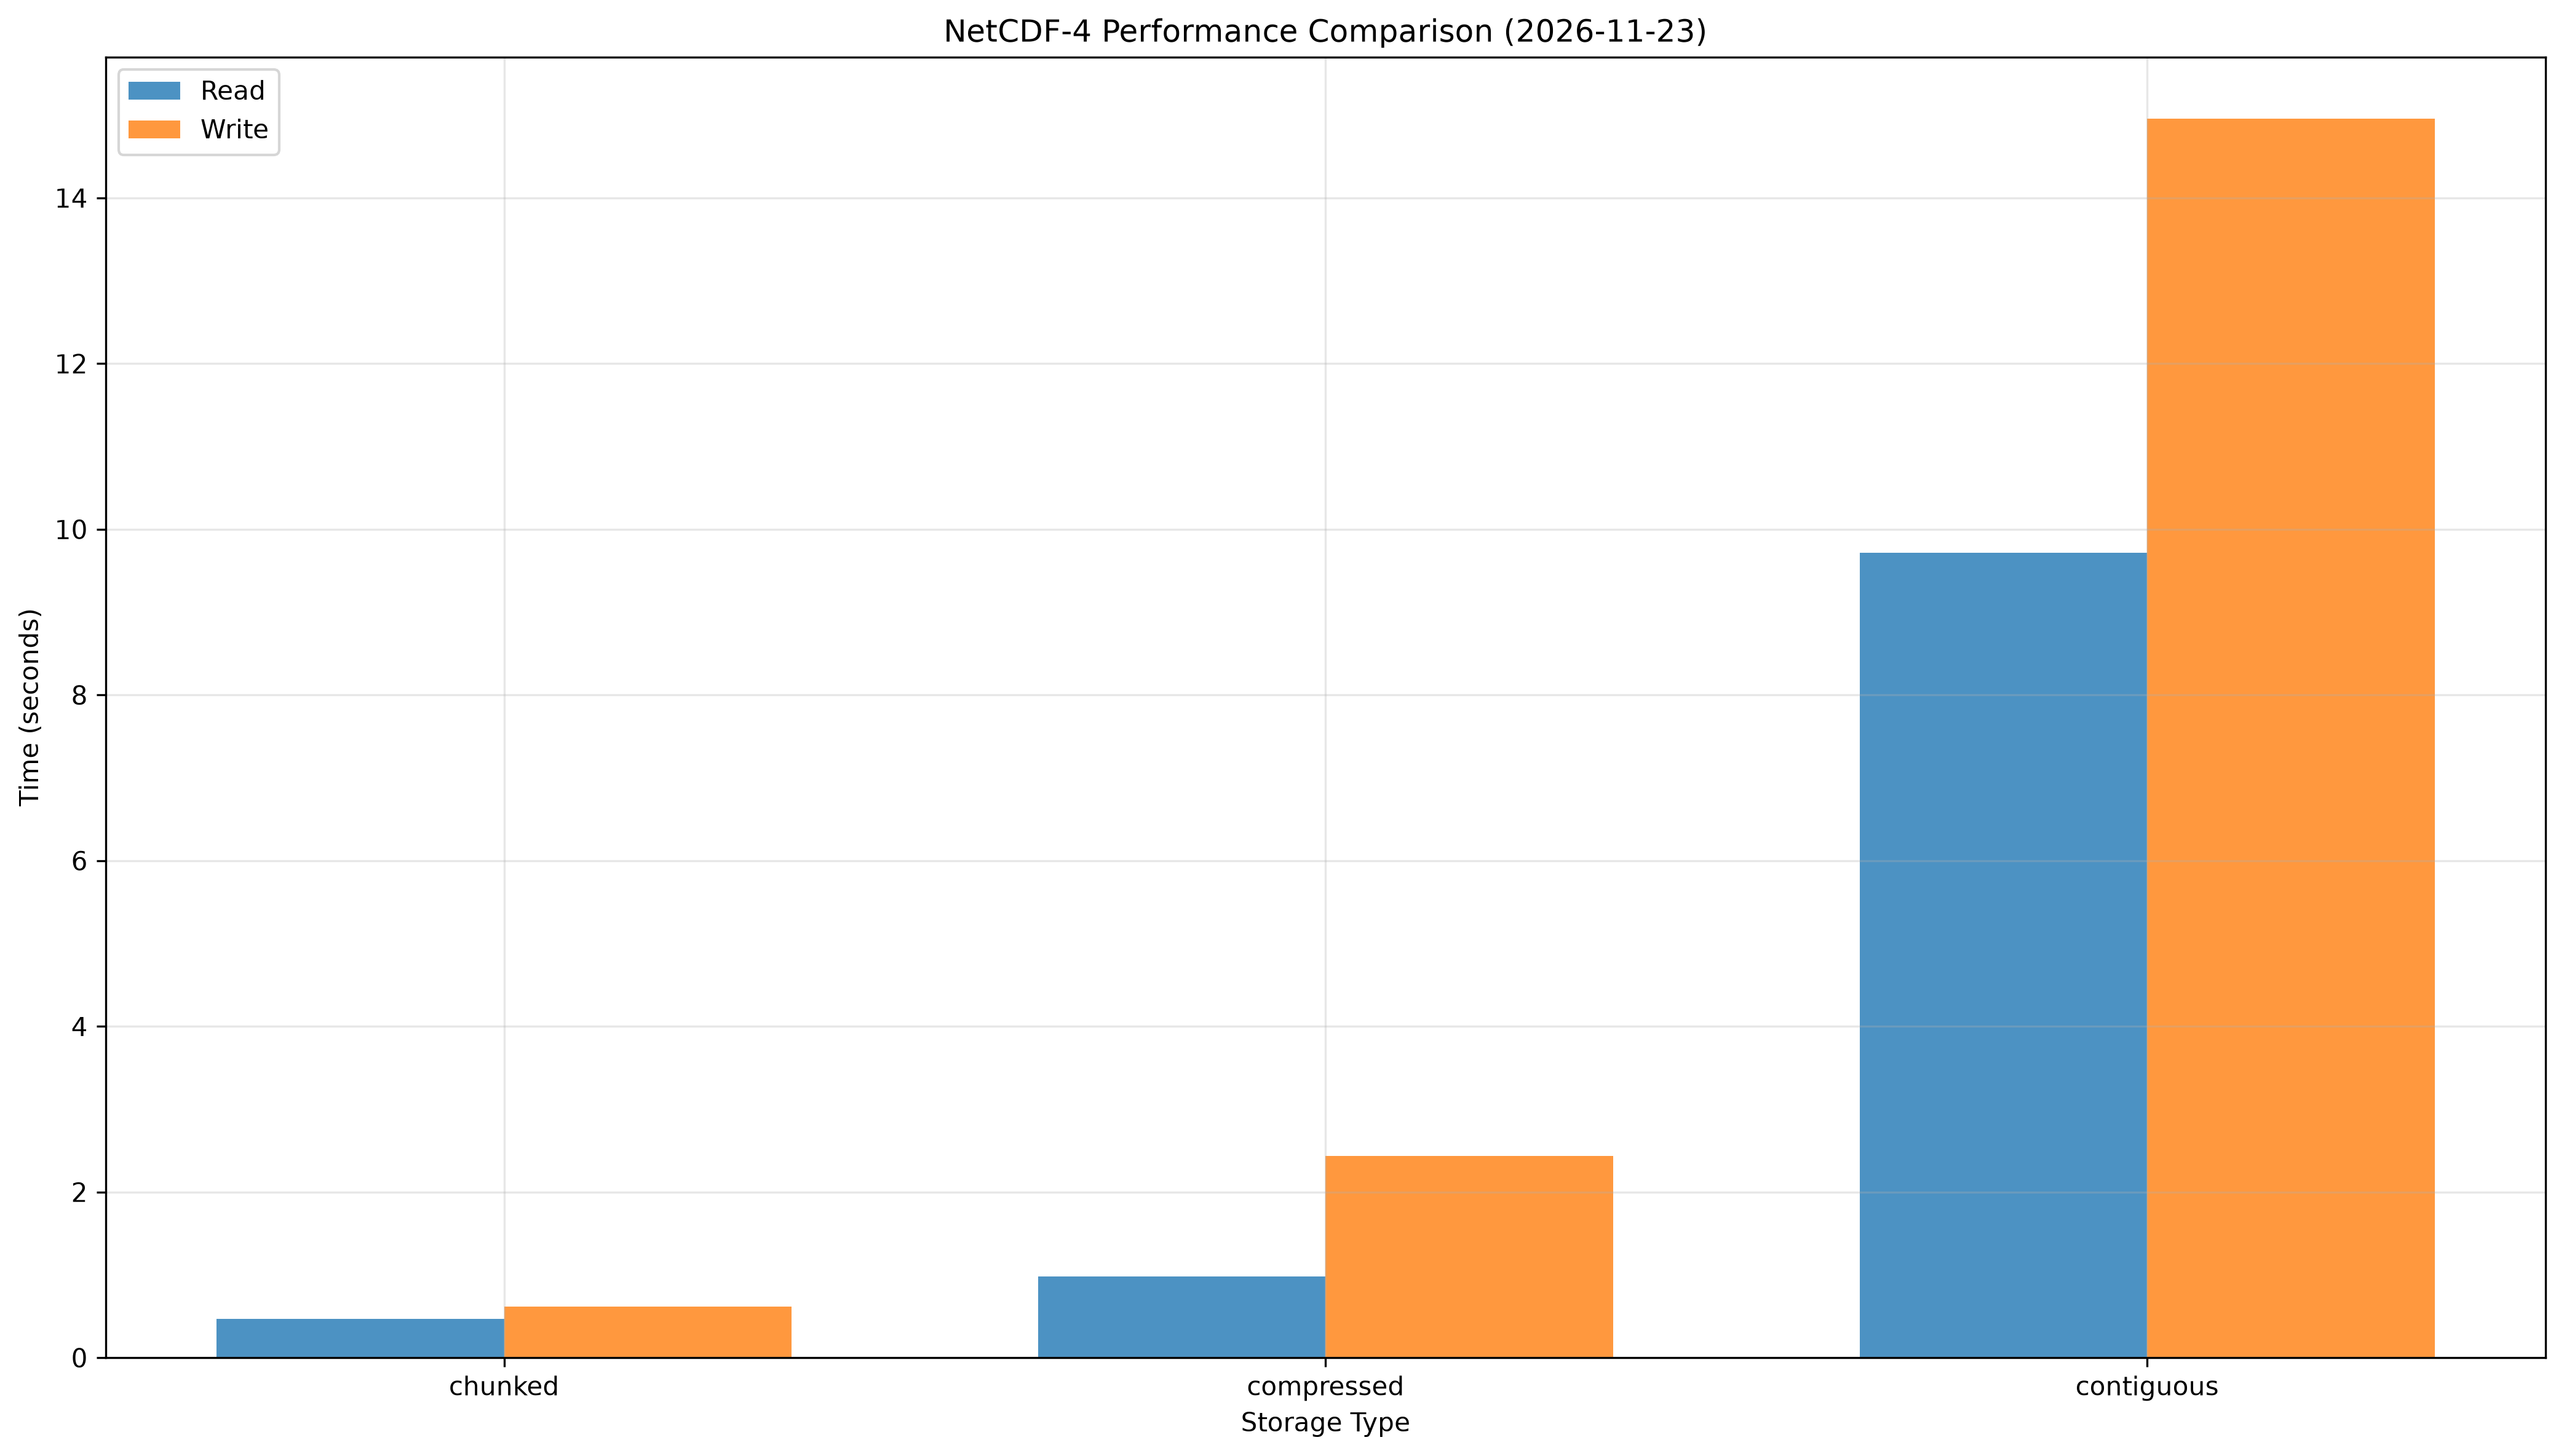 NetCDF-4 Performance Comparison (2026-11-23)
Read
Write
Time (seconds)
14
12
10
8
6
4
2
0
chunked
compressed
contiguous
Storage Type